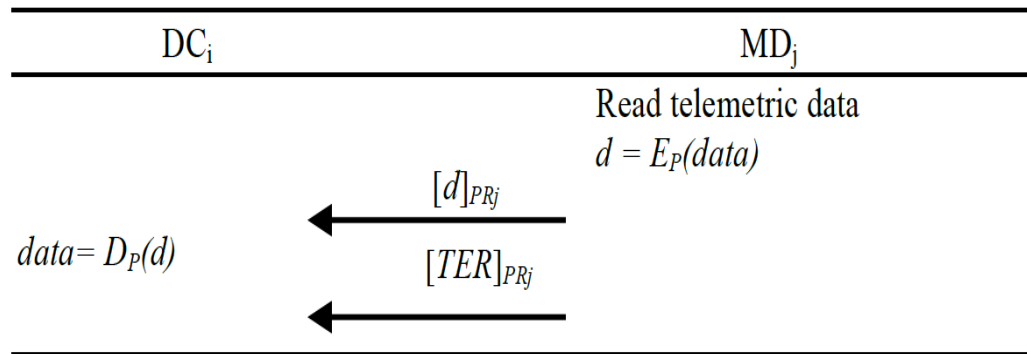 DCi MDj
Read telemetric data
d = EP(data)
[d]PRj
data= DP(d)
[TER]PRj